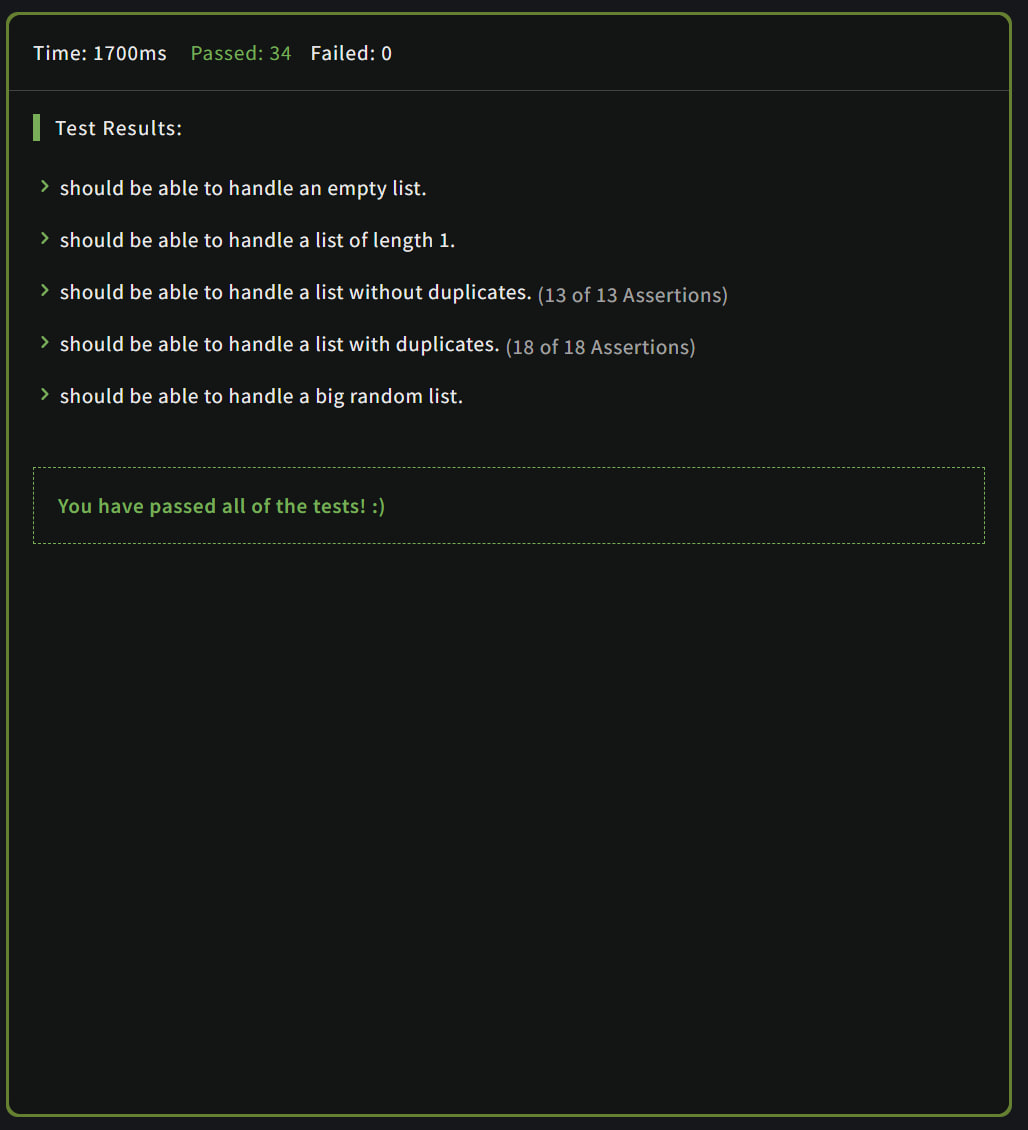 Time: 1700ms Passed: 34 Failed: 0
Test Results:
should be able to handle an empty list.
should be able to handle a list of length 1.
should be able to handle a list without duplicates. (13 of 13 Assertions)
should be able to handle a list with duplicates. (18 of 18 Assertions)
should be able to handle a big random list.
You have passed all of the tests! :)